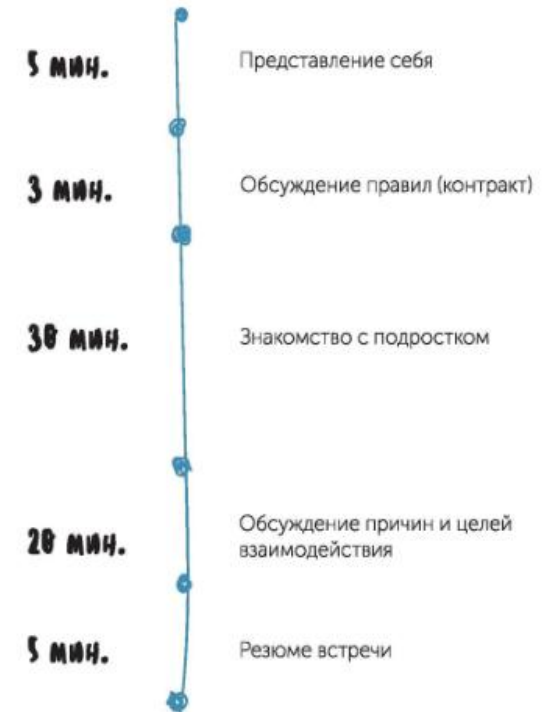 5 мин.
Представление себя
3 мин.
Обсуждение правил (контракт)
30 мин.
Знакомство с подростком
20 мин.
Обсуждение причин и целей
взаимодействия
5 мин.
Резюме встречи